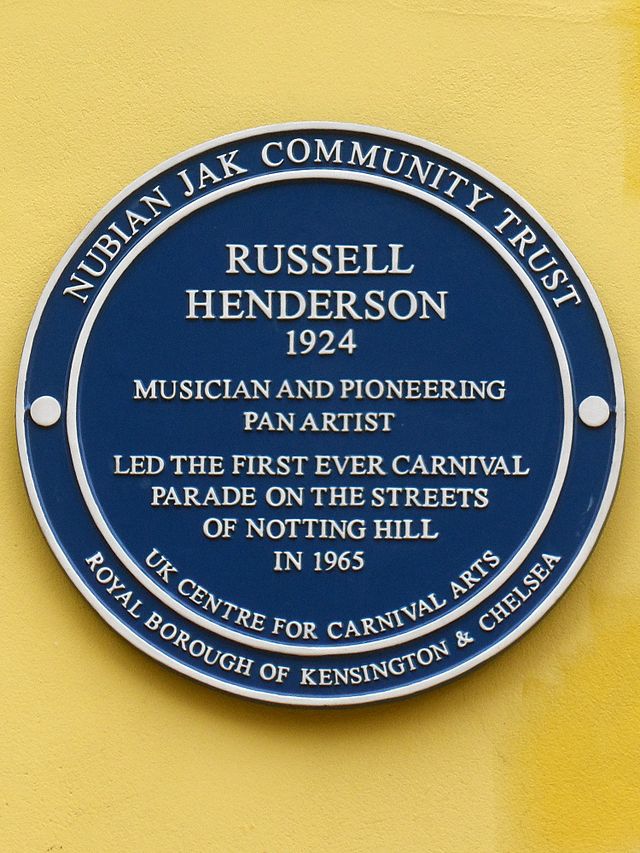 NUBIAN JAK COMMUNITY TRUST
RUSSELL
HENDERSON
1924
MUSICIAN AND PIONEERING
PAN ARTIST
LED THE FIRST EVER CARNIVAL
PARADE ON THE STREETS
OF NOTTING HILL
IN 1965
UK CENTRE FOR CARNIVAL ARTS
ROYAL BOROUGH OF KENSINGTON & CHELSEA